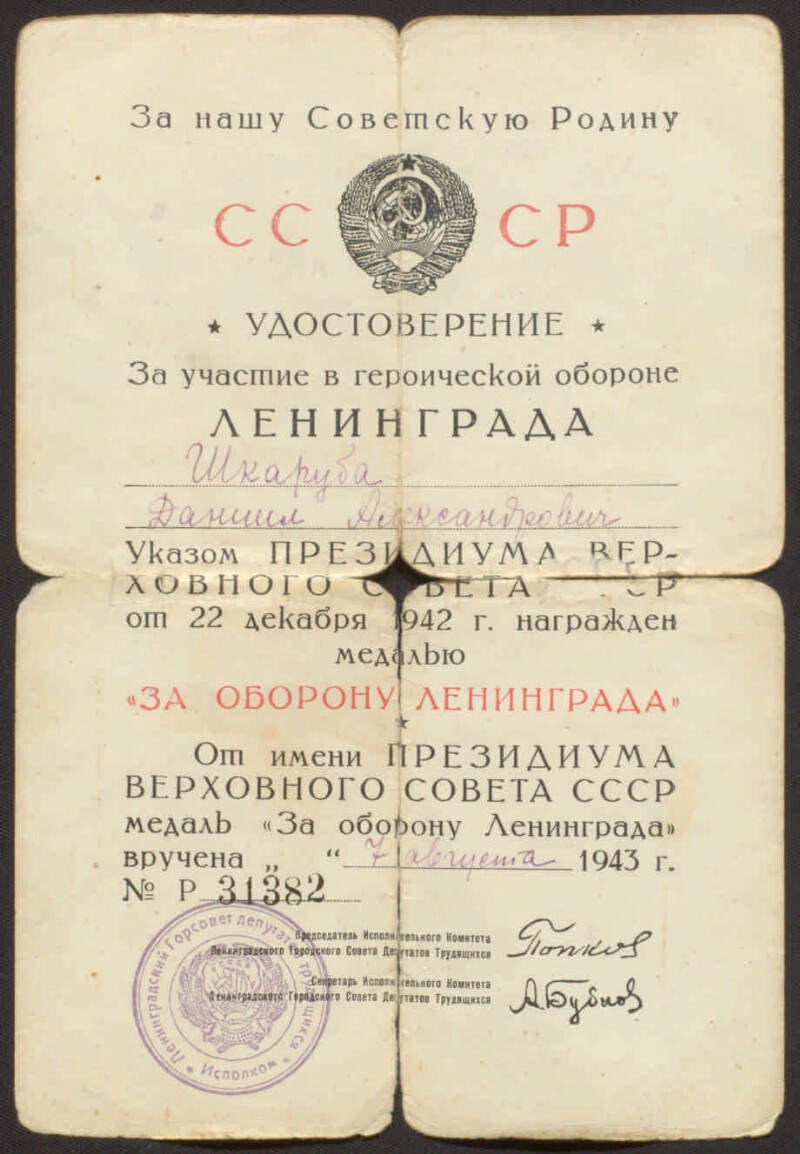 За нашу Советскую Родину
СССР
★ УДОСТОВЕРЕНИЕ ★
За участие в героической обороне
ЛЕНИНГРАДА
Шкаруба
Даниил Александрович
Указом ПРЕЗИДИУМА ВЕР-
ХОВНОГО СОВЕТА СССР
от 22 декабря 1942 г. награжден
медалью
«ЗА ОБОРОНУ ЛЕНИНГРАДА»
★
От имени ПРЕЗИДИУМА
ВЕРХОВНОГО СОВЕТА СССР
медаль «За оборону Ленинграда»
вручена „ “ 7 августа 1943 г.
№ Р 31382
Председатель Исполнительного Комитета
Ленинградского Городского Совета Депутатов Трудящихся
Попков
Секретарь Исполнительного Комитета
Ленинградского Городского Совета Депутатов Трудящихся
АБубнов
Ленинградский Горсовет депутатов трудящихся
★ Исполком ★